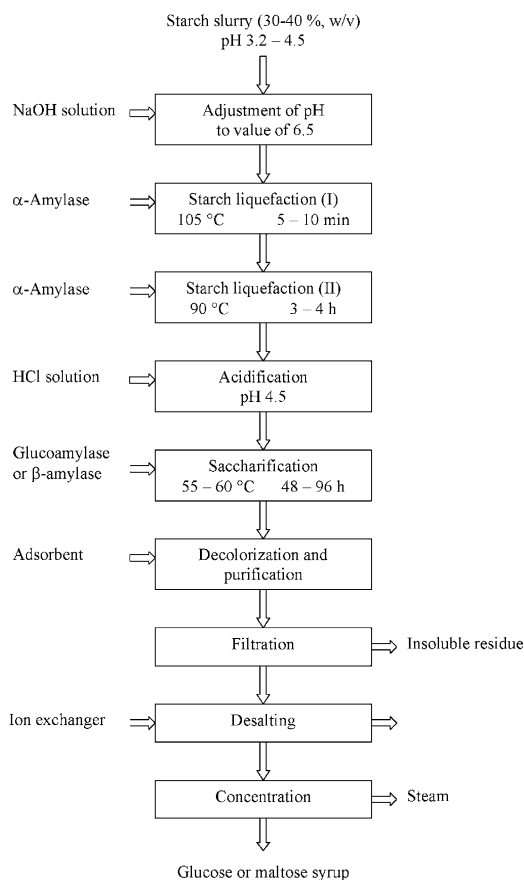 Starch slurry (30-40 %, w/v)
pH 3.2 – 4.5
NaOH solution
Adjustment of pH
to value of 6.5
α-Amylase
Starch liquefaction (I)
105 °C 5 – 10 min
α-Amylase
Starch liquefaction (II)
90 °C 3 – 4 h
HCl solution
Acidification
pH 4.5
Glucoamylase
or β-amylase
Saccharification
55 – 60 °C 48 – 96 h
Adsorbent
Decolorization and
purification
Filtration
Insoluble residue
Ion exchanger
Desalting
Concentration
Steam
Glucose or maltose syrup